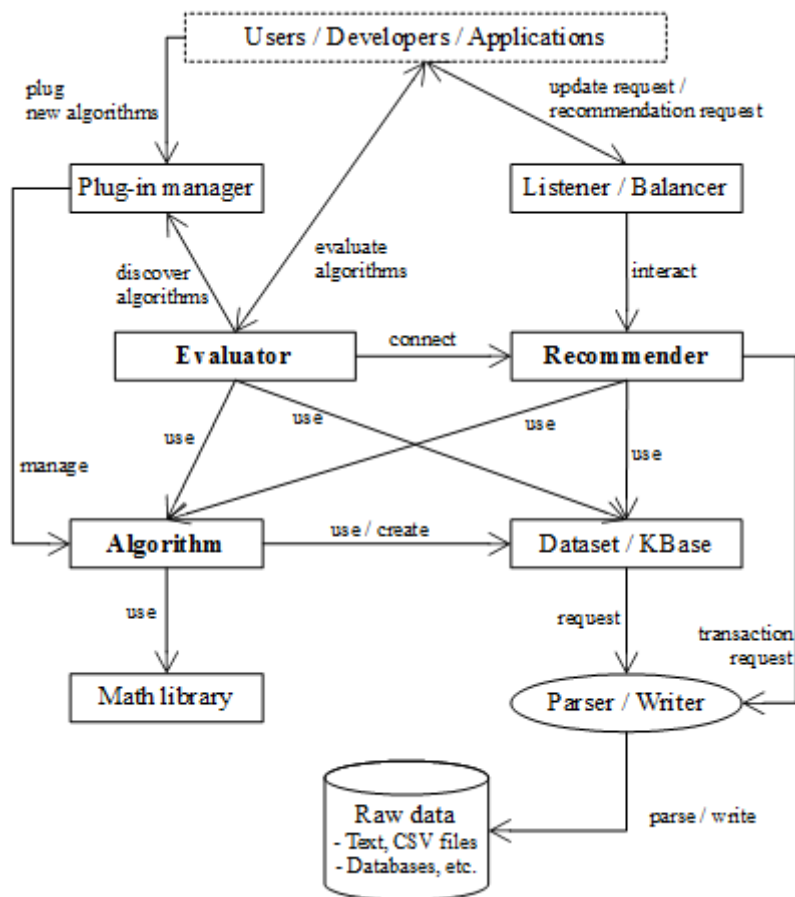 Users / Developers / Applications
plug
new algorithms
update request /
recommendation request
Plug-in manager
Listener / Balancer
discover
algorithms
evaluate
algorithms
interact
Evaluator
connect
Recommender
use
use
use
use
manage
Algorithm
use / create
Dataset / KBase
use
request
transaction
request
Math library
Parser / Writer
Raw data
- Text, CSV files
- Databases, etc.
parse / write